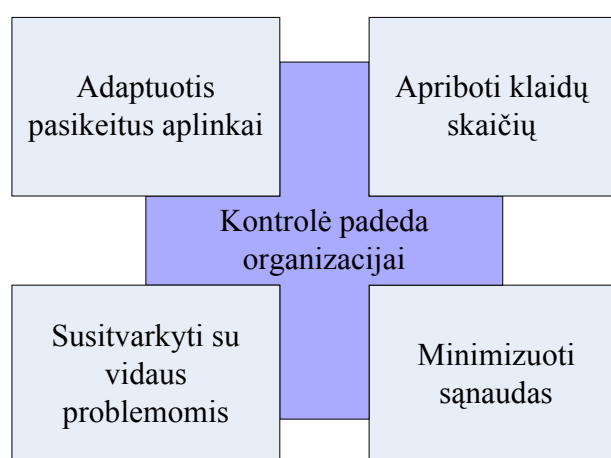 Adaptuotis
pasikeitus aplinkai
Apriboti klaidų
skaičių
Kontrolė padeda
organizacijai
Susitvarkyti su
vidaus
problemomis
Minimizuoti
sąnaudas